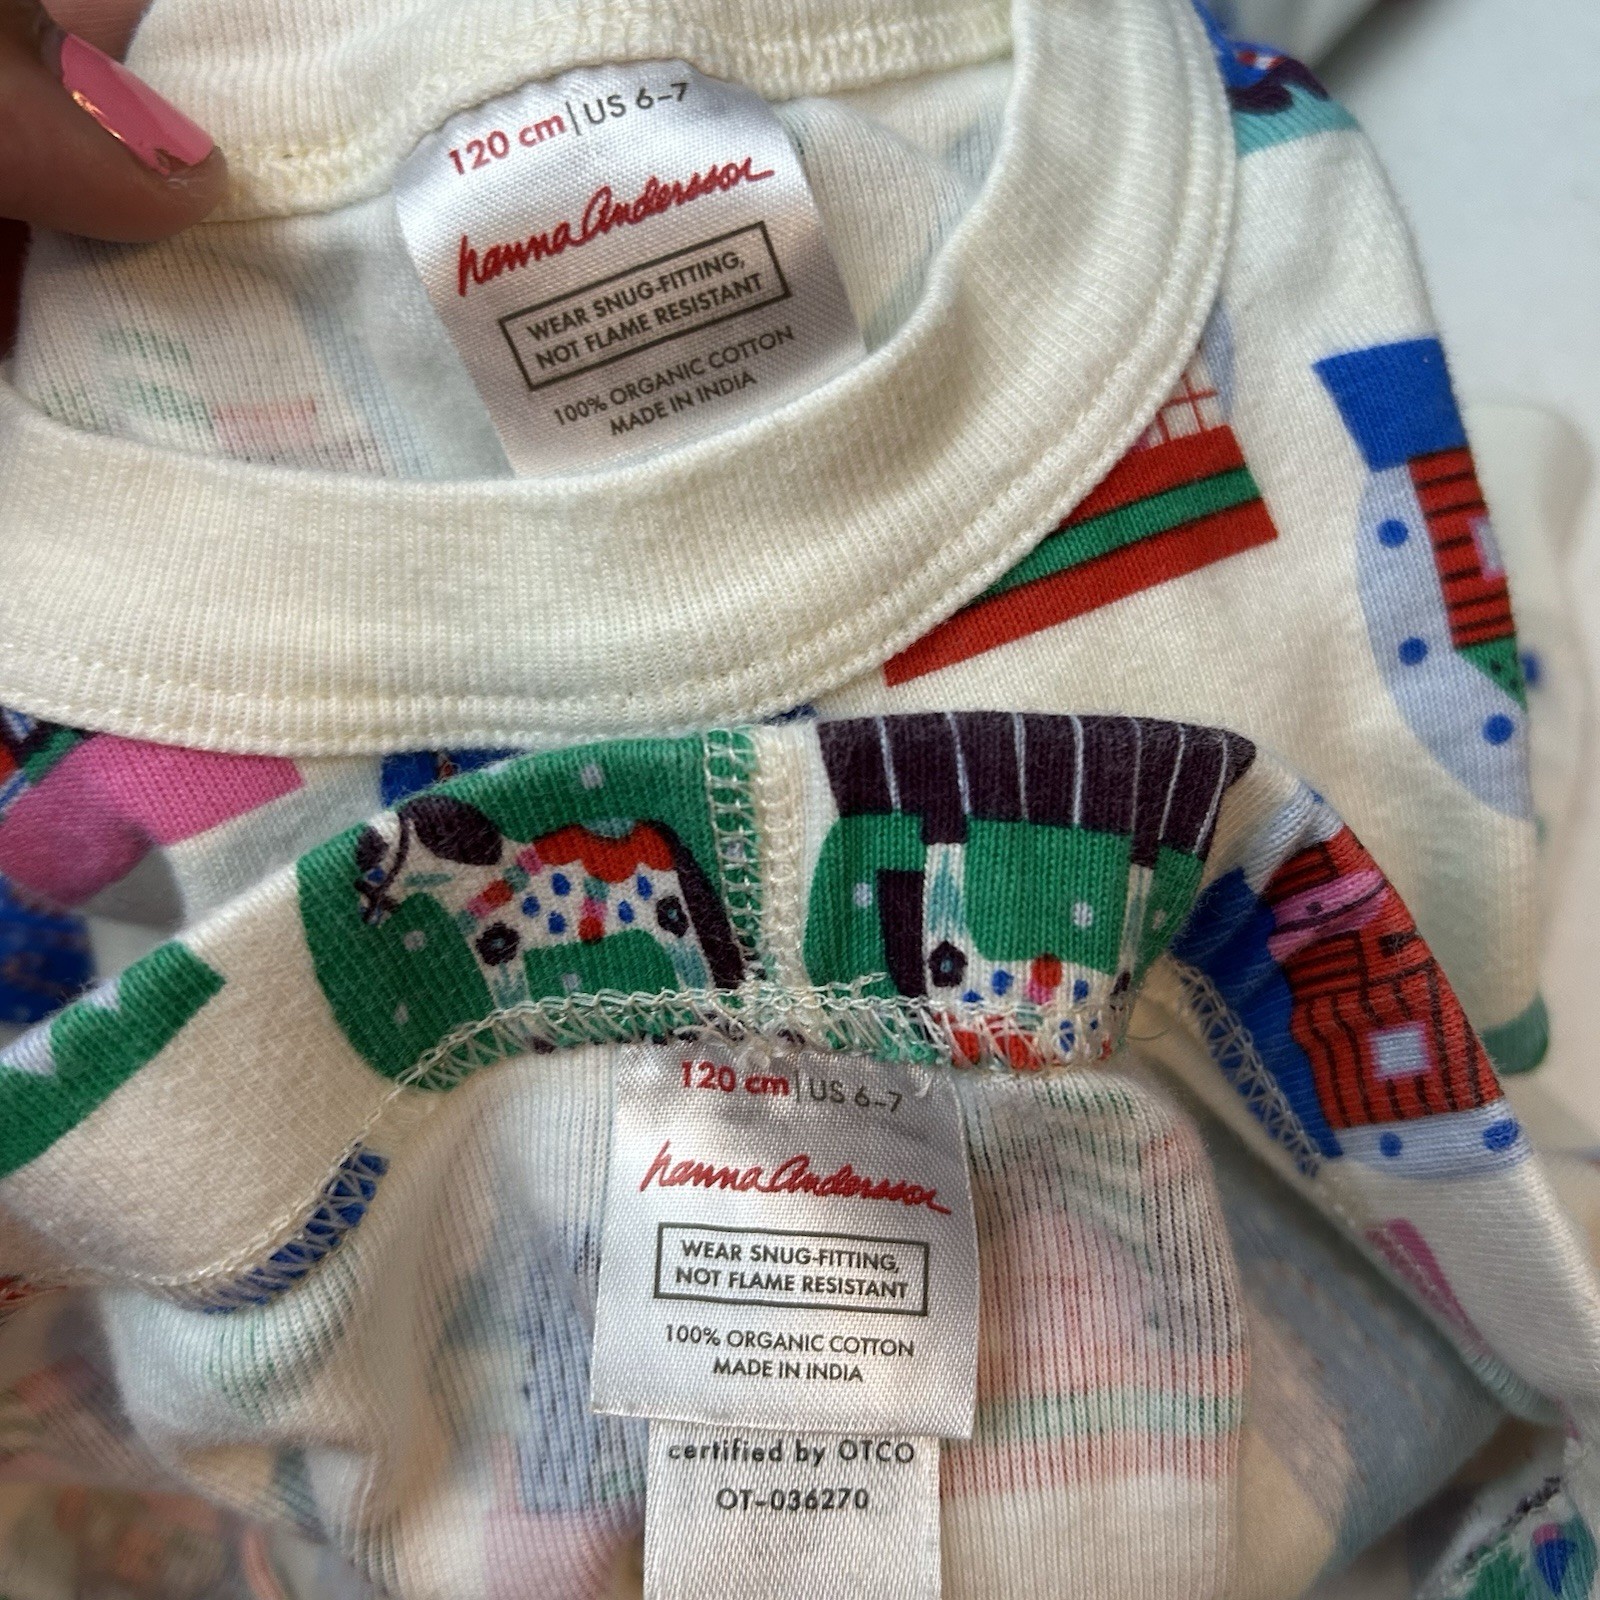 120 cm | US 6-7
hanna Andersson
WEAR SNUG-FITTING,
NOT FLAME RESISTANT
100% ORGANIC COTTON
MADE IN INDIA
120 cm | US 6-7
hanna Andersson
WEAR SNUG-FITTING,
NOT FLAME RESISTANT
100% ORGANIC COTTON
MADE IN INDIA
certified by OTCO
OT-036270